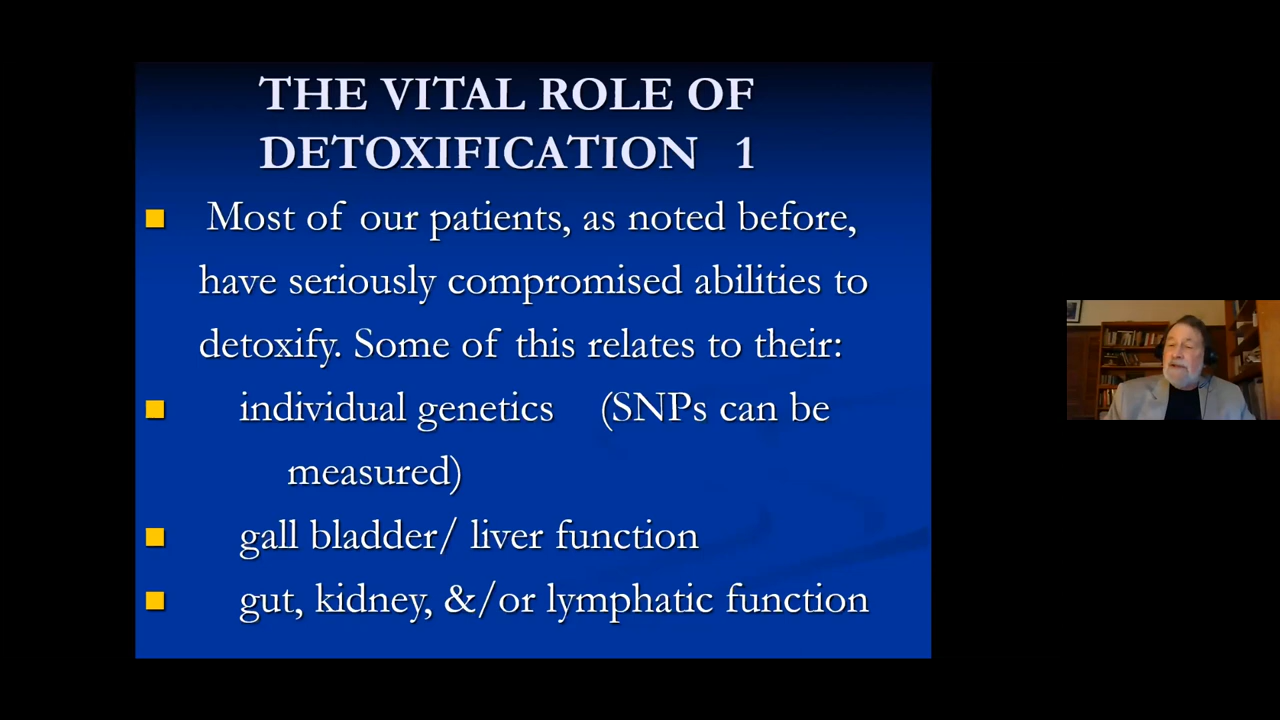 THE VITAL ROLE OF
DETOXIFICATION 1
Most of our patients, as noted before,
have seriously compromised abilities to
detoxify. Some of this relates to their:
individual genetics (SNPs can be
measured)
gall bladder/ liver function
gut, kidney, &/or lymphatic function